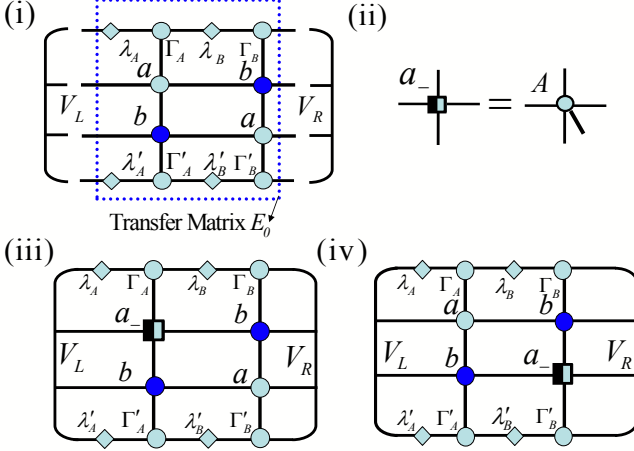 (i)
λ_A Γ_A λ_B Γ_B
a b
V_L V_R
b a
λ'_A Γ'_A λ'_B Γ'_B
Transfer Matrix E_0
(ii)
a_- = A
(iii)
λ_A Γ_A λ_B Γ_B
a_- b
V_L V_R
b a
λ'_A Γ'_A λ'_B Γ'_B
(iv)
λ_A Γ_A λ_B Γ_B
a b
V_L V_R
b a_-
λ'_A Γ'_A λ'_B Γ'_B